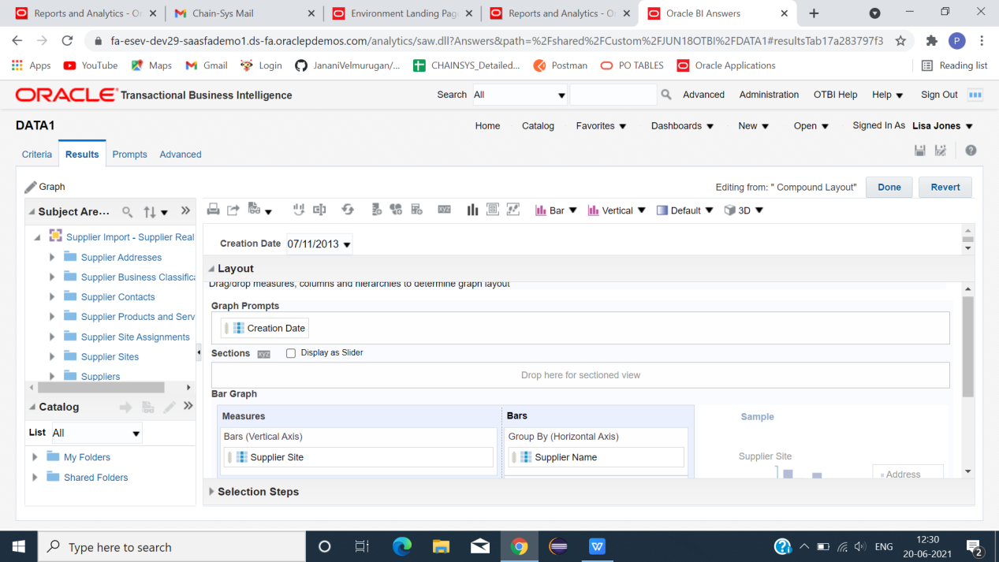 Reports and Analytics - Or
Chain-Sys Mail
Environment Landing Page
Reports and Analytics - Or
Oracle BI Answers
fa-esev-dev29-saasfademo1.ds-fa.oraclepdemos.com/analytics/saw.dll?Answers&path=%2Fshared%2FCustom%2FJUN18OTBI%2FDATA1#resultsTab17a283797f3
P
Apps
YouTube
Maps
Gmail
Login
JananiVelmurugan/...
CHAINSYS_Detailed...
Postman
PO TABLES
Oracle Applications
Reading list
ORACLE Transactional Business Intelligence
Search All
Advanced
Administration
OTBI Help
Help
Sign Out
DATA1
Home
Catalog
Favorites
Dashboards
New
Open
Signed In As Lisa Jones
Criteria
Results
Prompts
Advanced
Graph
Editing from: " Compound Layout"
Done
Revert
Subject Are...
xyz
Bar
Vertical
Default
3D
Supplier Import - Supplier Real
Supplier Addresses
Supplier Business Classifica
Supplier Contacts
Supplier Products and Serv
Supplier Site Assignments
Supplier Sites
Suppliers
Catalog
List All
My Folders
Shared Folders
Creation Date 07/11/2013
Layout
Drag/drop measures, columns and hierarchies to determine graph layout
Graph Prompts
Creation Date
Sections xyz Display as Slider
Drop here for sectioned view
Bar Graph
Measures
Bars
Bars (Vertical Axis)
Group By (Horizontal Axis)
Supplier Site
Supplier Name
Sample
Supplier Site
Address
Selection Steps
Type here to search
W
ENG
12:30
20-06-2021
2